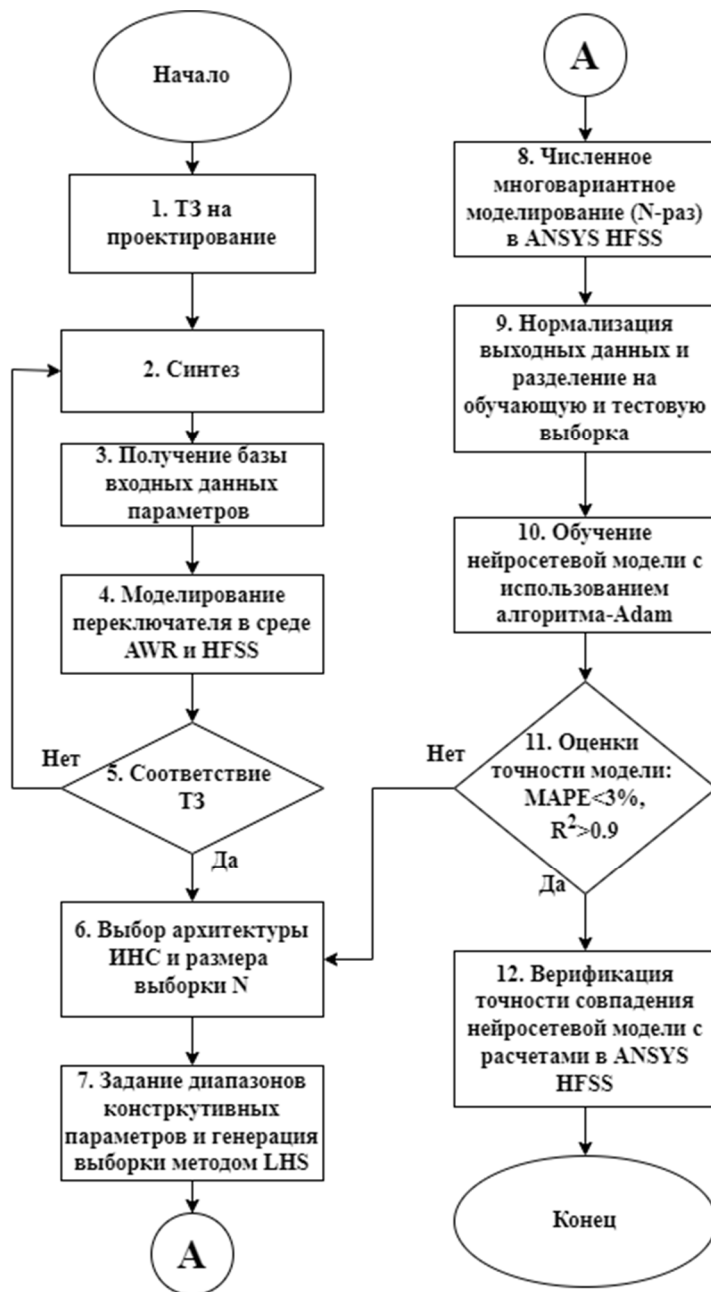 Начало
1. ТЗ на
проектирование
2. Синтез
3. Получение базы
входных данных
параметров
4. Моделирование
переключателя в среде
AWR и HFSS
Нет
5. Соответствие
ТЗ
Да
6. Выбор архитектуры
ИНС и размера
выборки N
7. Задание диапазонов
конструкутивных
параметров и генерация
выборки методом LHS
A
A
8. Численное
многовариантное
моделирование (N-раз)
в ANSYS HFSS
9. Нормализация
выходных данных и
разделение на
обучающую и тестовую
выборка
10. Обучение
нейросетевой модели с
использованием
алгоритма-Adam
Нет
11. Оценки
точности модели:
MAPE<3%,
R²>0.9
Да
12. Верификация
точности совпадения
нейросетевой модели с
расчетами в ANSYS
HFSS
Конец